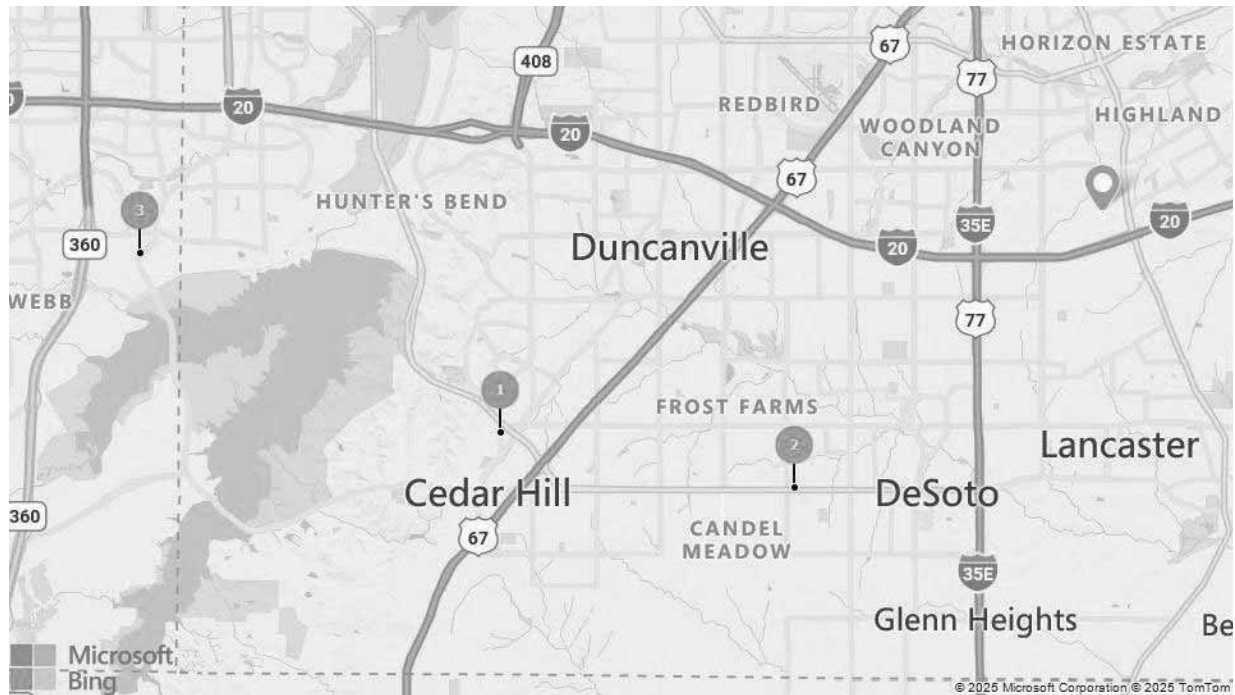 67
408
77
HORIZON ESTATE
20
REDBIRD
HIGHLAND
20
WOODLAND
CANYON
67
HUNTER'S BEND
3
360
35E
20
20
Duncanville
WEBB
77
1
FROST FARMS
2
Lancaster
Cedar Hill
DeSoto
360
67
CANDEL
MEADOW
35E
Glenn Heights
Be
Microsoft
Bing
© 2025 Microsoft Corporation © 2025 TomTom